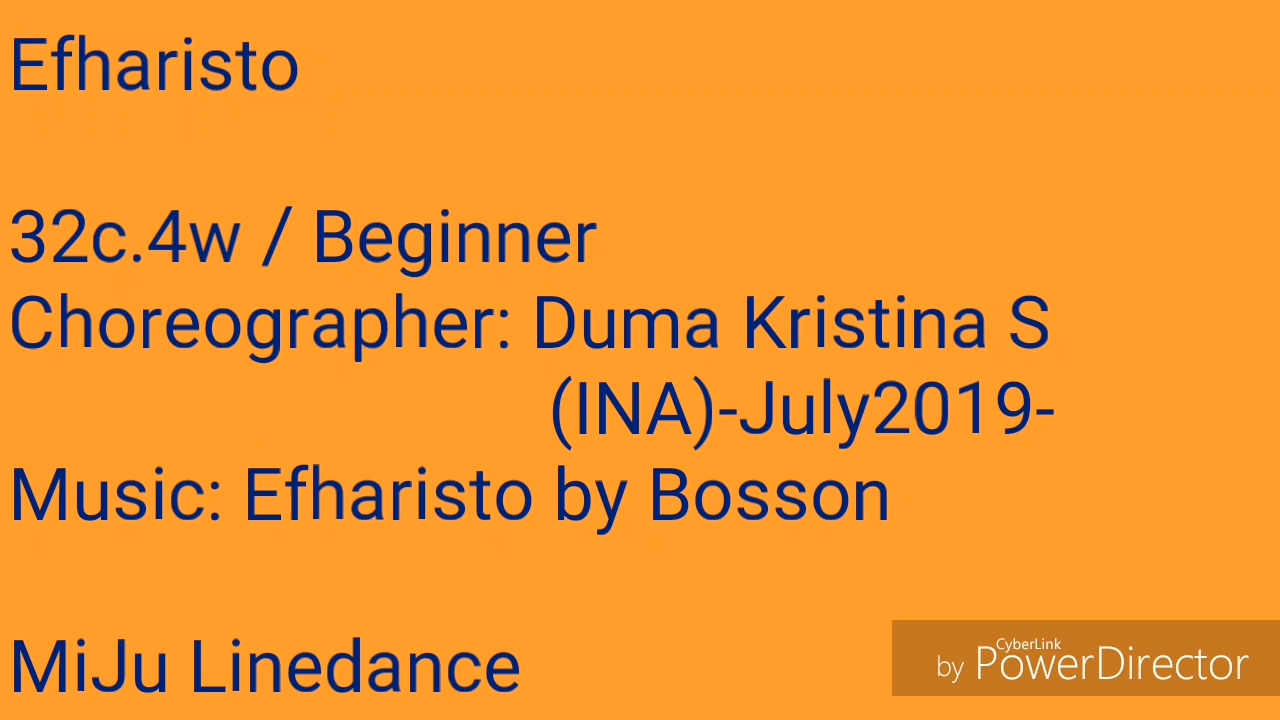 Efharisto
32c.4w / Beginner
Choreographer: Duma Kristina S
(INA)-July2019-
Music: Efharisto by Bosson
MiJu Linedance
by CyberLink PowerDirector